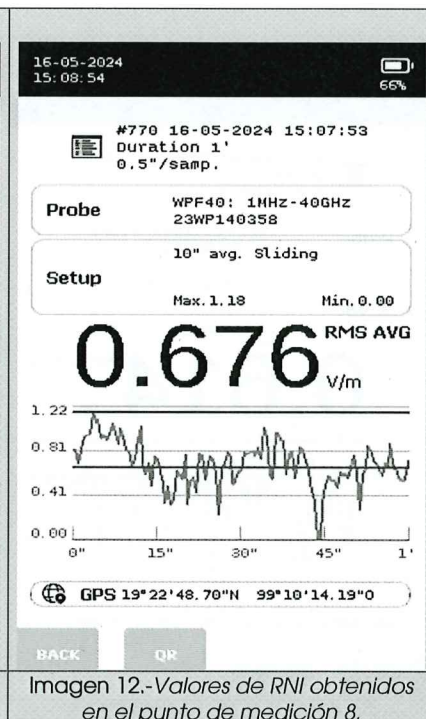 16-05-2024
15:08:54
66%
#770 16-05-2024 15:07:53
Duration 1'
0.5"/samp.
Probe
WPF40: 1MHz-40GHz
23WP140358
Setup
10" avg. Sliding
Max.1.18 Min.0.00
0.676 RMS AVG
V/m
1.22
0.81
0.41
0.00
0" 15" 30" 45" 1'
GPS 19°22'48.70"N 99°10'14.19"O
BACK QR
Imagen 12.-Valores de RNI obtenidos
en el punto de medición 8.